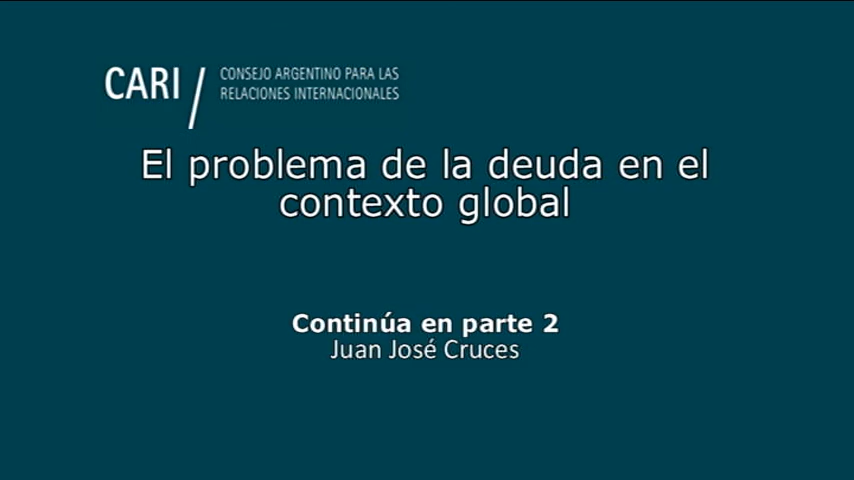 CARI/
CONSEJO ARGENTINO PARA LAS
RELACIONES INTERNACIONALES
El problema de la deuda en el
contexto global
Continúa en parte 2
Juan José Cruces